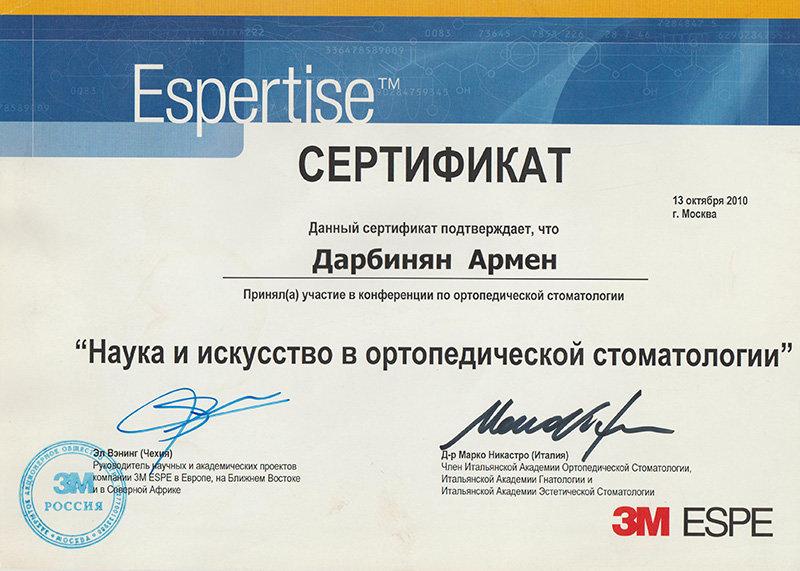 Espertise™
СЕРТИФИКАТ
13 октября 2010
г. Москва
Данный сертификат подтверждает, что
Дарбинян Армен
Принял(а) участие в конференции по ортопедической стоматологии
“Наука и искусство в ортопедической стоматологии”
Эл Вэнинг (Чехия)
Руководитель научных и академических проектов
компании 3M ESPE в Европе, на Ближнем Востоке
и в Северной Африке
Д-р Марко Никастро (Италия)
Член Итальянской Академии Ортопедической Стоматологии,
Итальянской Академии Гнатологии и
Итальянской Академии Эстетической Стоматологии
3M
РОССИЯ
МОСКВА
3M ESPE